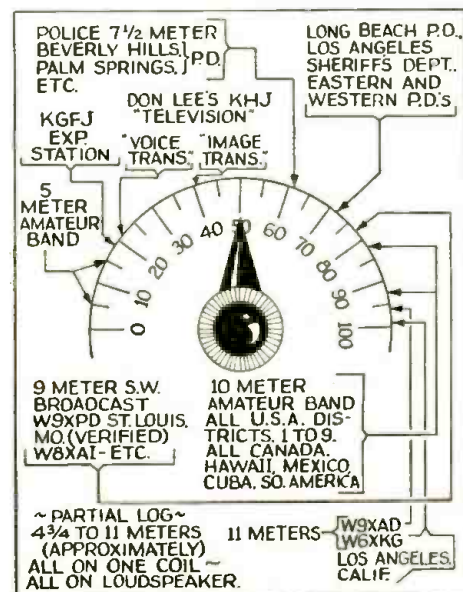 POLICE 7½ METER
BEVERLY HILLS,
PALM SPRINGS,
ETC.
P.D.
LONG BEACH P.D.,
LOS ANGELES
SHERIFFS DEPT.,
EASTERN AND
WESTERN P.D.'s
DON LEE'S KHJ
"TELEVISION"
KGFJ
EXP.
STATION
"VOICE
TRANS."
"IMAGE
TRANS."
5
METER
AMATEUR
BAND
0
10
20
30
40
50
60
70
80
90
100
9 METER S.W.
BROADCAST
W9XPD ST. LOUIS,
MO. (VERIFIED)
W8XAI-ETC.
10 METER
AMATEUR BAND
ALL U.S.A. DIS-
TRICTS. 1 TO 9.
ALL CANADA.
HAWAII, MEXICO,
CUBA, SO. AMERICA
~ PARTIAL LOG ~
4¾ TO 11 METERS
(APPROXIMATELY)
ALL ON ONE COIL ~
ALL ON LOUDSPEAKER.
11 METERS
W9XAD
W6XKG
LOS ANGELES,
CALIF.